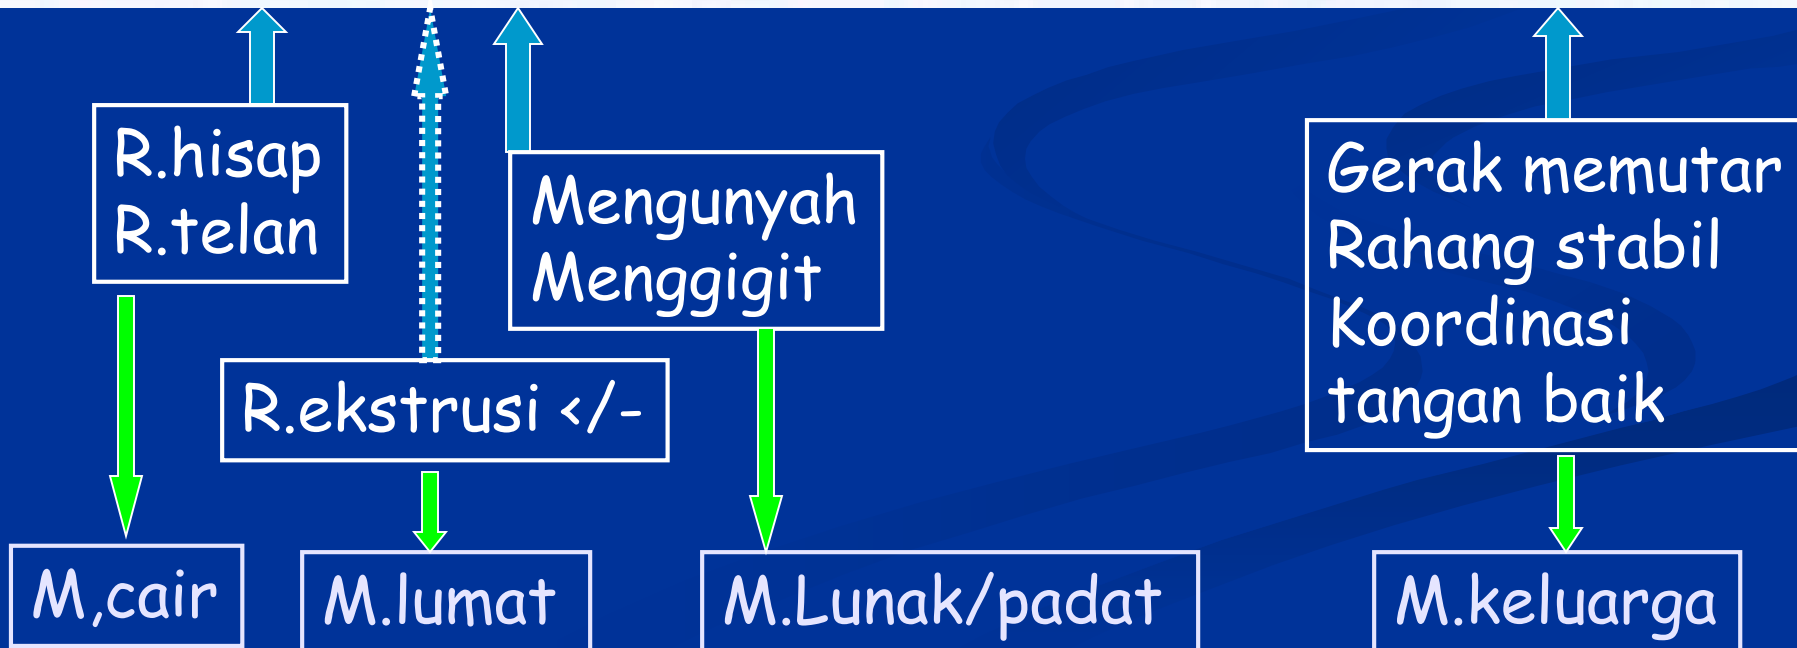 R.hisap
R.telan
Mengunyah
Menggigit
Gerak memutar
Rahang stabil
Koordinasi
tangan baik
R.ekstrusi </-
M,cair
M.lumat
M.Lunak/padat
M.keluarga